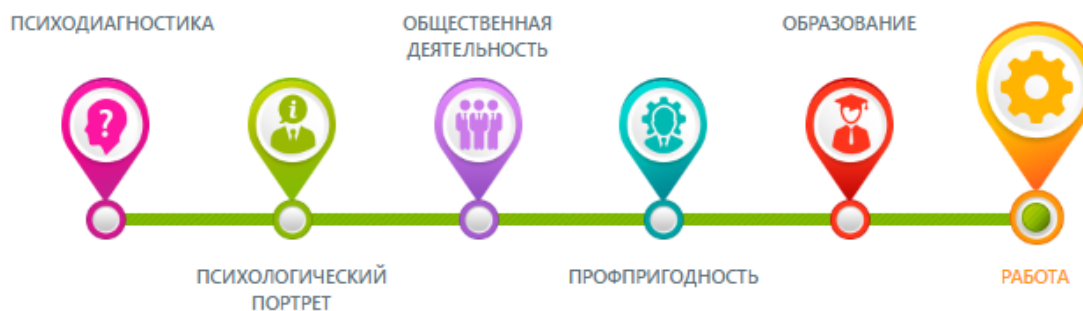 ПСИХОДИАГНОСТИКА
ОБЩЕСТВЕННАЯ
ДЕЯТЕЛЬНОСТЬ
ОБРАЗОВАНИЕ
ПСИХОЛОГИЧЕСКИЙ
ПОРТРЕТ
ПРОФПРИГОДНОСТЬ
РАБОТА